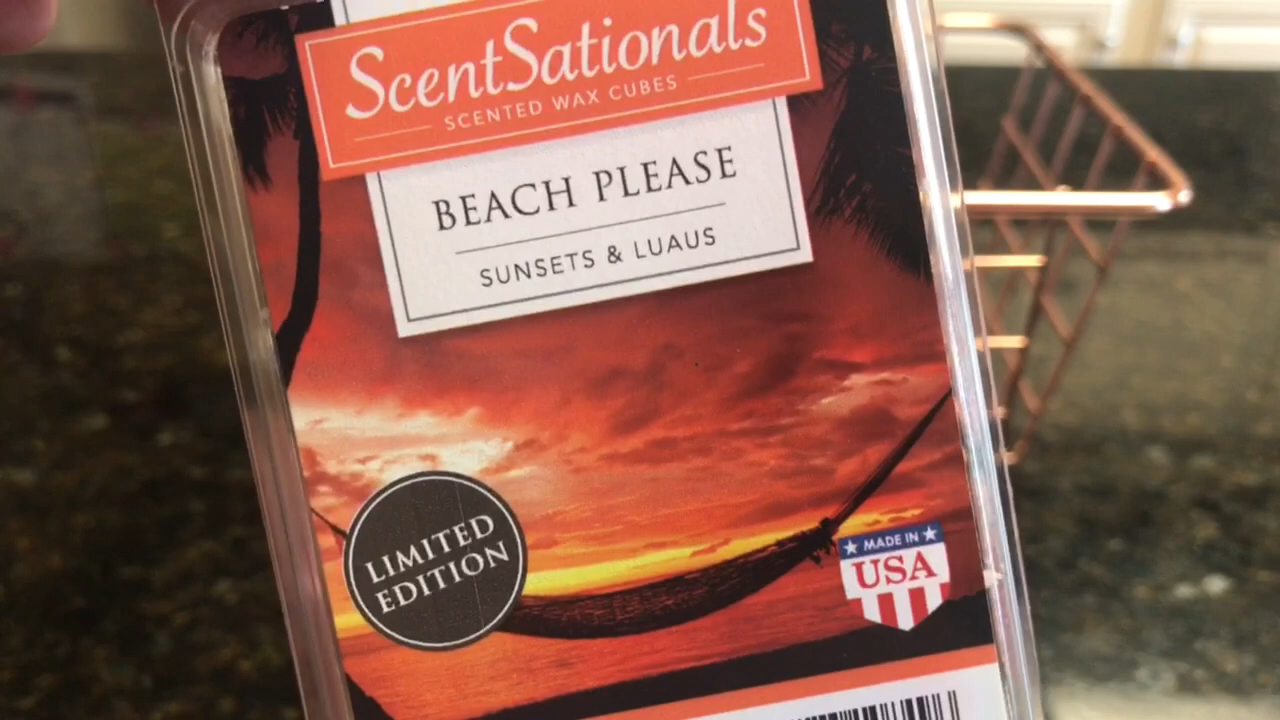 ScentSationals
SCENTED WAX CUBES
BEACH PLEASE
SUNSETS & LUAUS
LIMITED
EDITION
MADE IN
USA